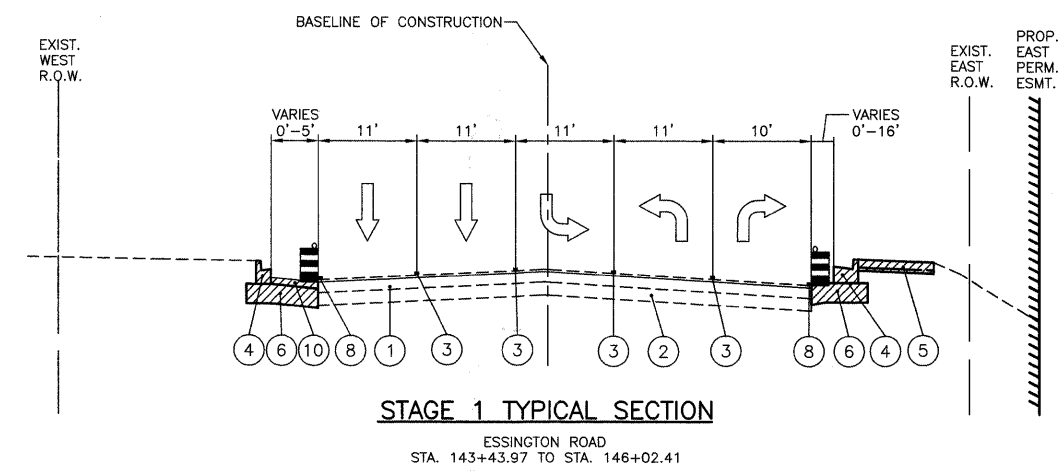 BASELINE OF CONSTRUCTION
EXIST.
WEST
R.O.W.
EXIST.
EAST
R.O.W.
PROP.
EAST
PERM.
ESMT.
VARIES
0'-5'
11'
11'
11'
11'
10'
VARIES
0'-16'
4
6
10
8
1
3
3
3
2
3
8
6
4
5
STAGE 1 TYPICAL SECTION
ESSINGTON ROAD
STA. 143+43.97 TO STA. 146+02.41